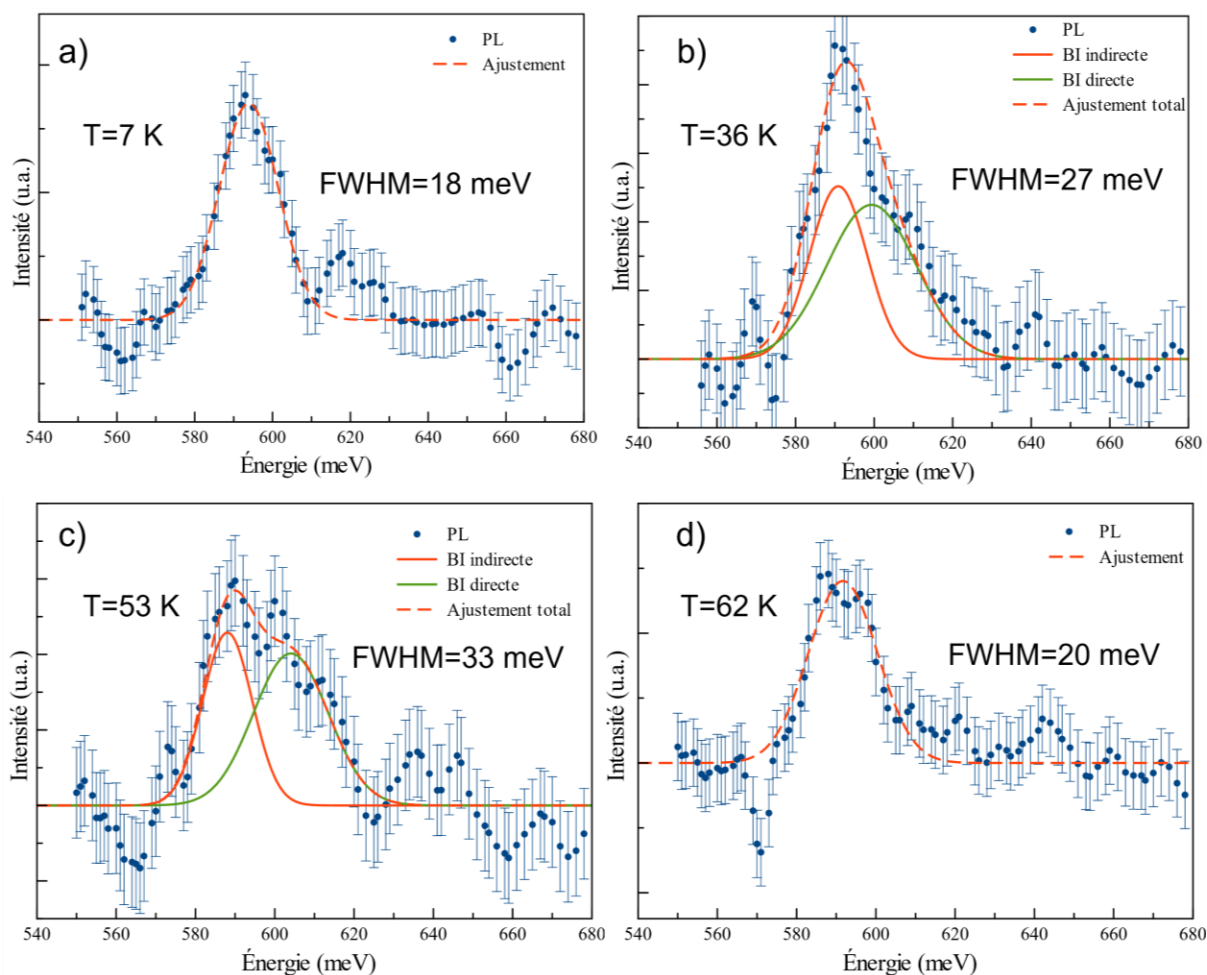 a)
PL
Ajustement
T=7 K
FWHM=18 meV
Intensité (u.a.)
540 560 580 600 620 640 660 680
Énergie (meV)
b)
PL
BI indirecte
BI directe
Ajustement total
T=36 K
FWHM=27 meV
Intensité (u.a.)
540 560 580 600 620 640 660 680
Énergie (meV)
c)
PL
BI indirecte
BI directe
Ajustement total
T=53 K
FWHM=33 meV
Intensité (u.a.)
540 560 580 600 620 640 660 680
Énergie (meV)
d)
PL
Ajustement
T=62 K
FWHM=20 meV
Intensité (u.a.)
540 560 580 600 620 640 660 680
Énergie (meV)